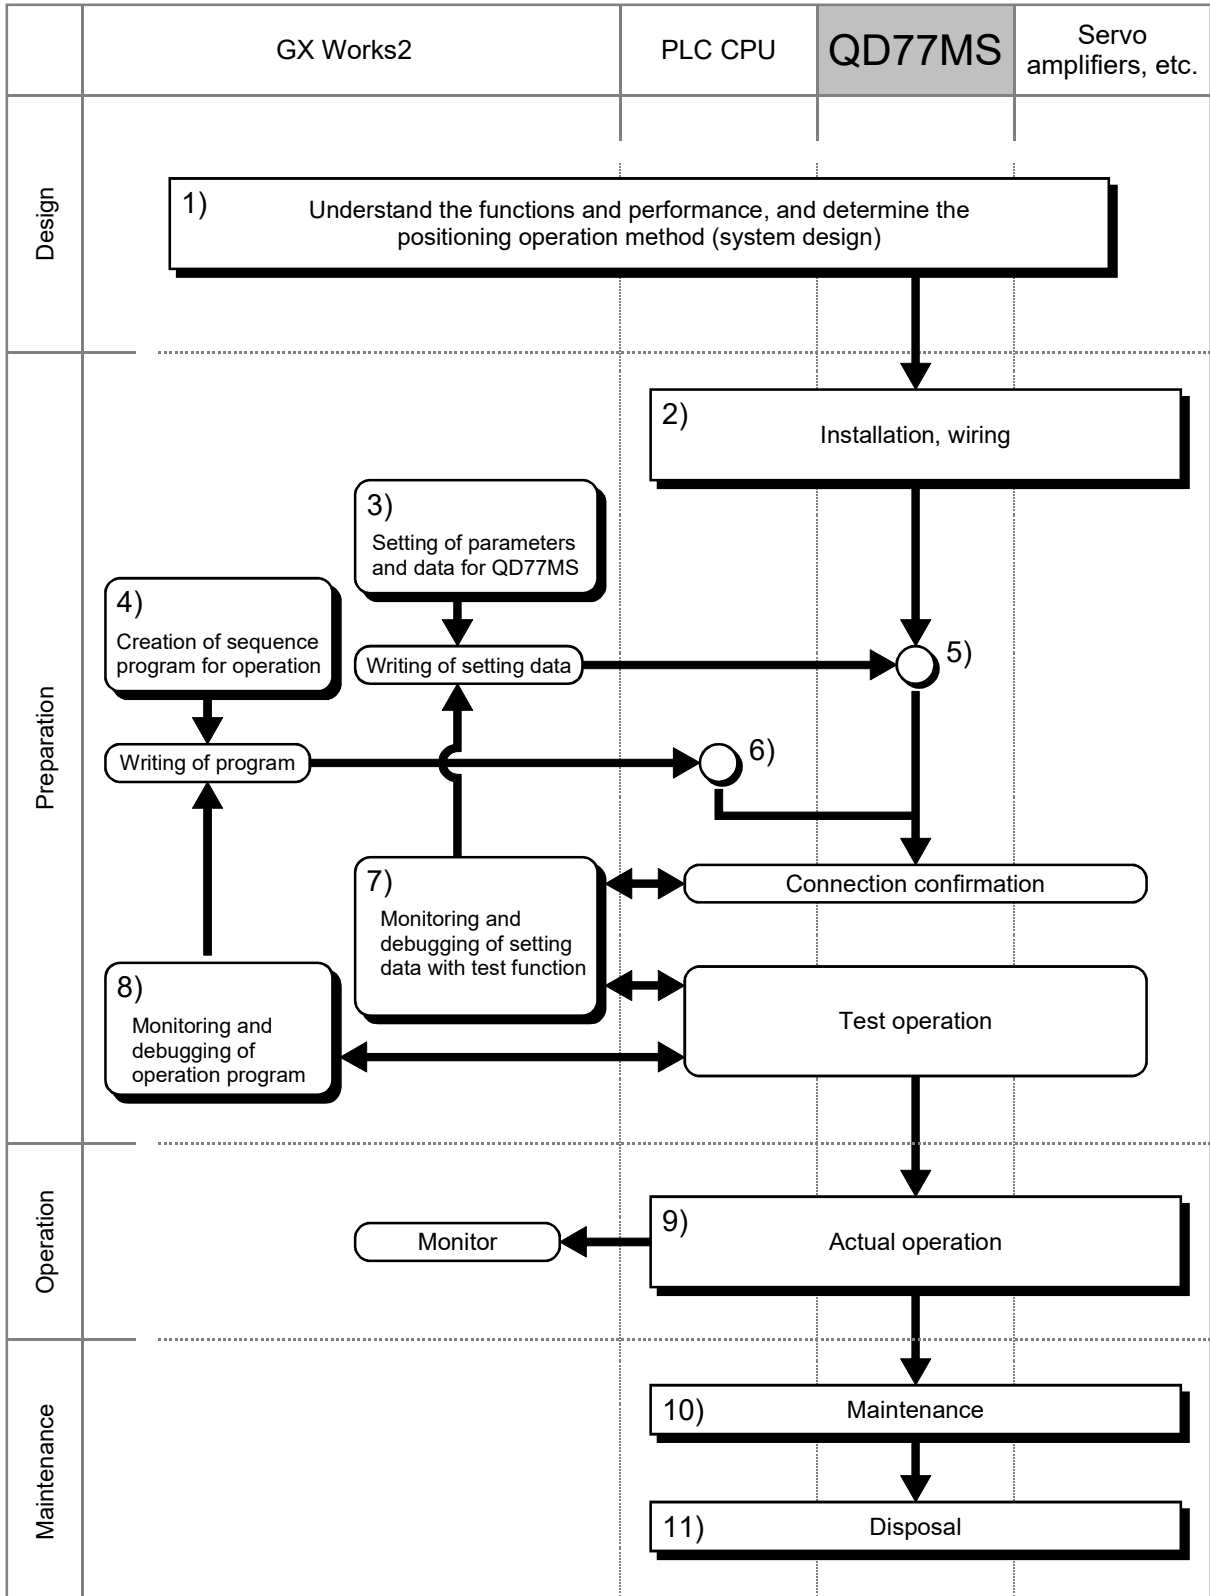 GX Works2
PLC CPU
QD77MS
Servo
amplifiers, etc.
Design
1)
Understand the functions and performance, and determine the
positioning operation method (system design)
Preparation
2)
Installation, wiring
3)
Setting of parameters
and data for QD77MS
4)
Creation of sequence
program for operation
Writing of setting data
5)
Writing of program
6)
7)
Monitoring and
debugging of setting
data with test function
Connection confirmation
8)
Monitoring and
debugging of
operation program
Test operation
Operation
Monitor
9)
Actual operation
Maintenance
10)
Maintenance
11)
Disposal